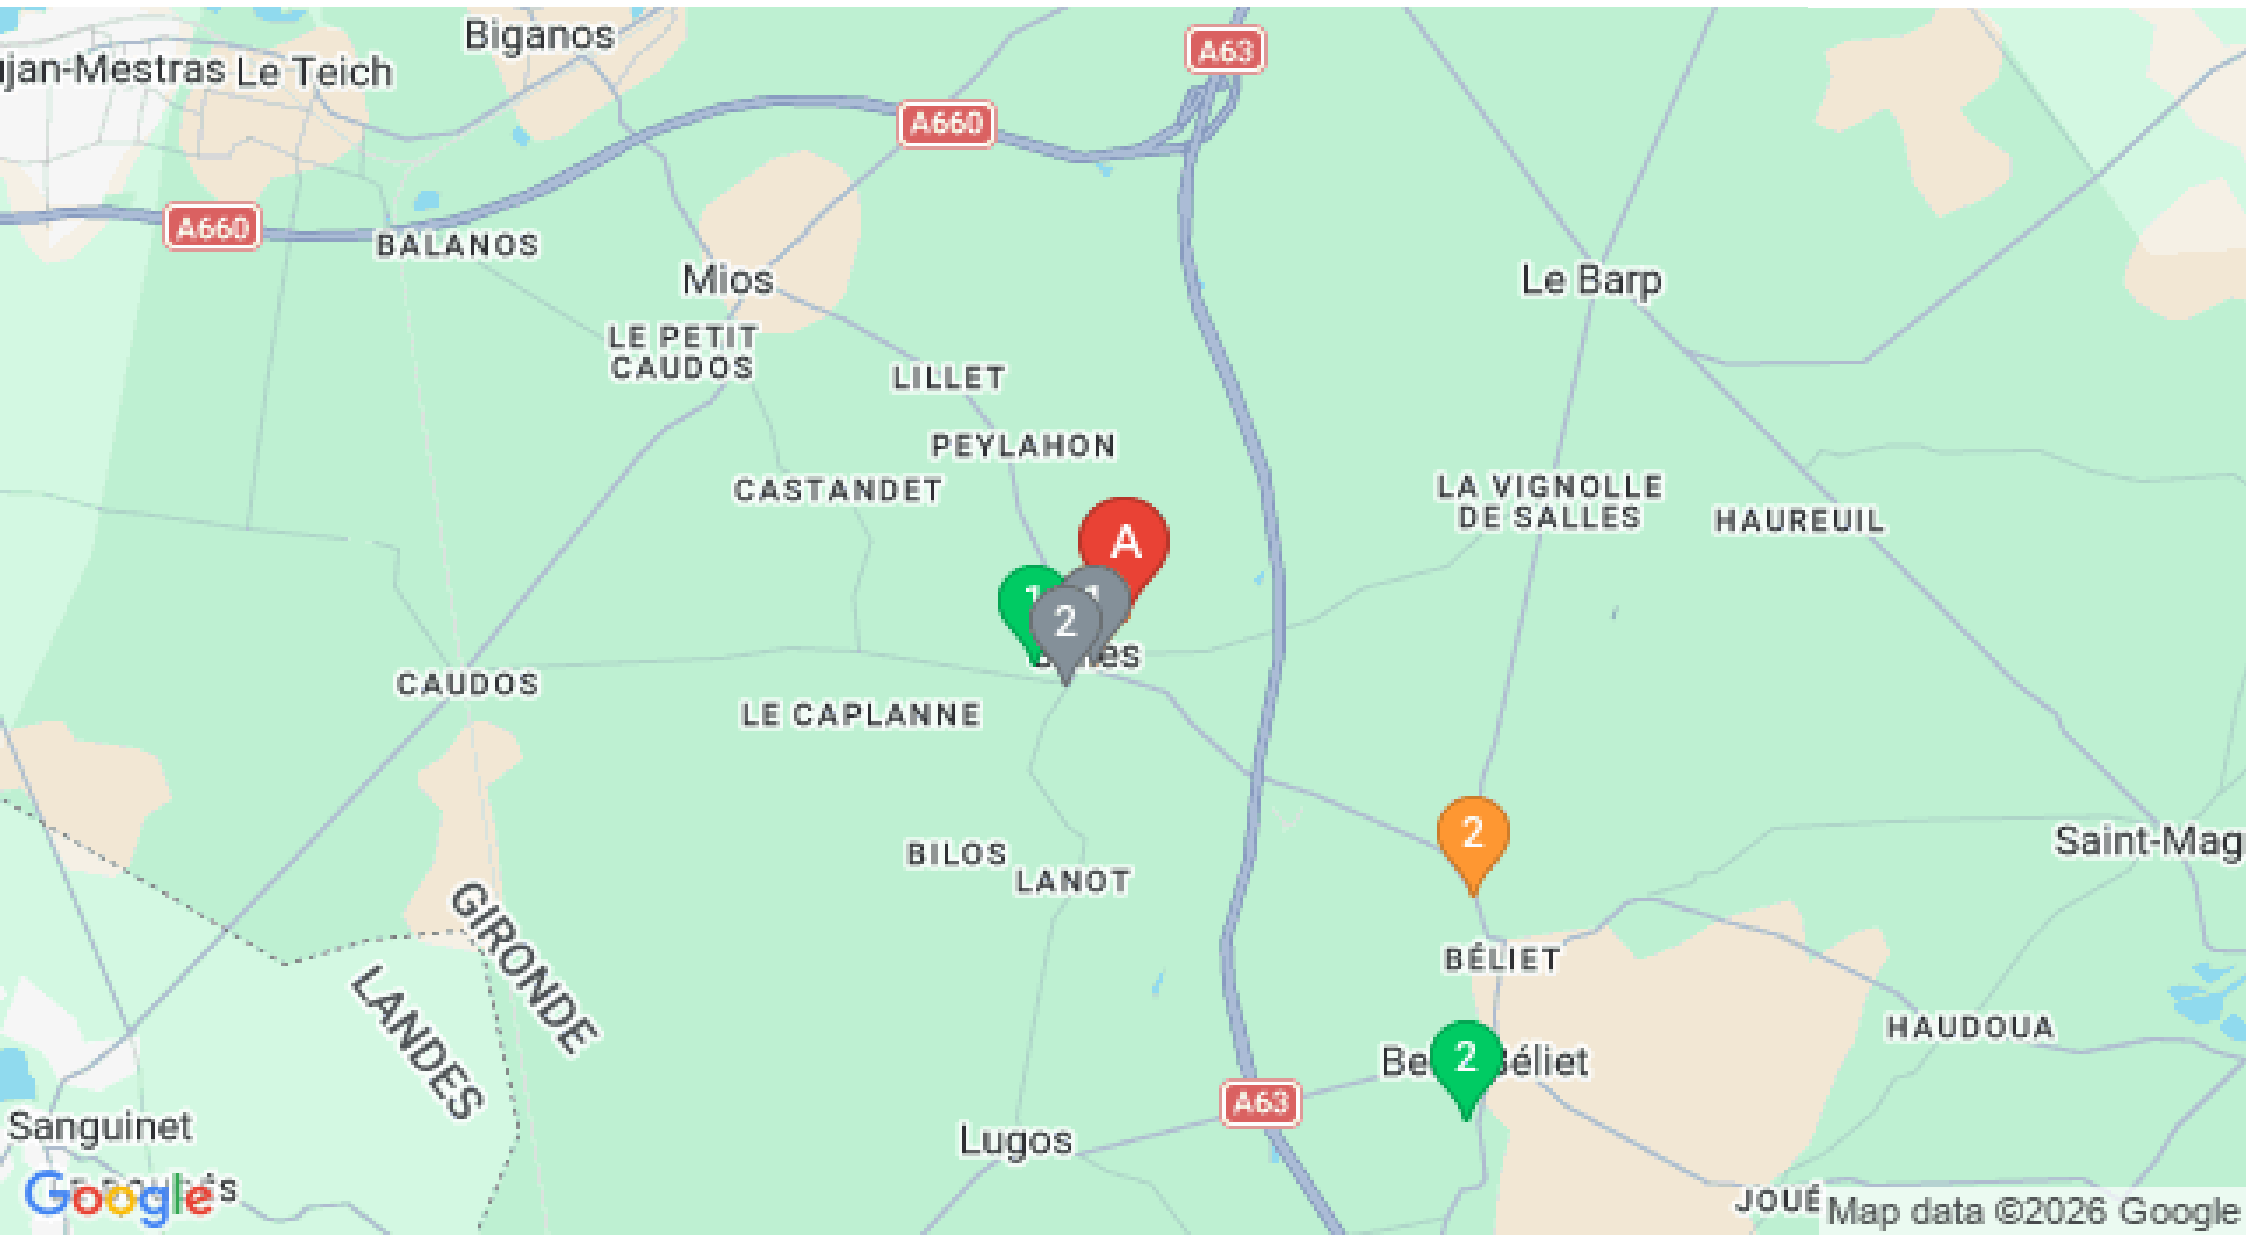 Biganos
A63
jan-Mestras
Le Teich
A660
A660
BALANOS
Mios
Le Barp
LE PETIT
CAUDOS
LILLET
PEYLAHON
CASTANDET
LA VIGNOLLE
DE SALLES
HAUREUIL
A
1
1
2
CAUDOS
LE CAPLANNE
2
BILOS
LANOT
Saint-Mag
GIRONDE
LANDES
BÉLIET
HAUDOUA
2
A63
Sanguinet
Lugos
JOUÉ
Google
Map data ©2026 Google